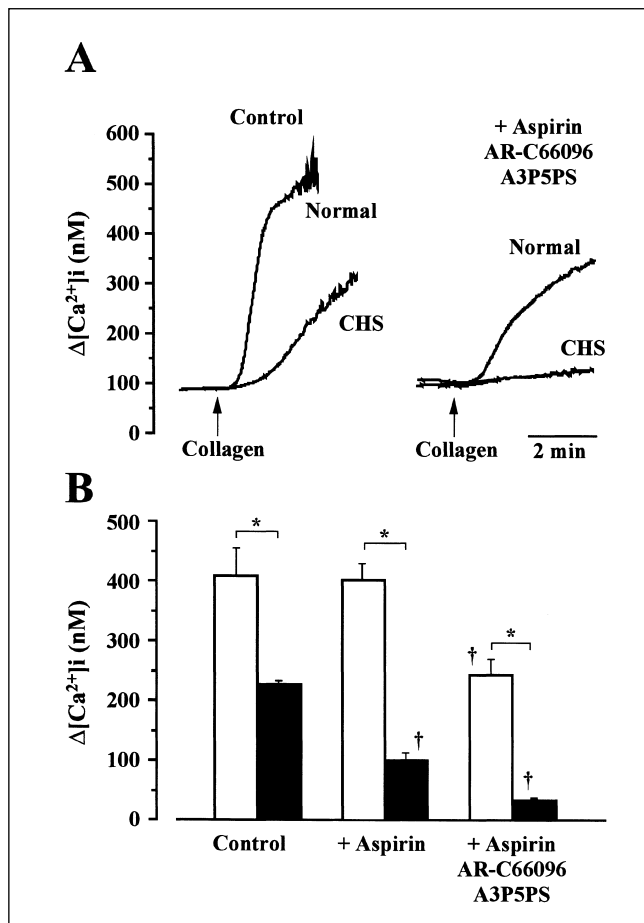 A
Δ[Ca²⁺]i (nM)
600
500
400
300
200
100
0
Control
Normal
CHS
Collagen
+ Aspirin
AR-C66096
A3P5PS
Normal
CHS
Collagen
2 min
B
Δ[Ca²⁺]i (nM)
500
400
300
200
100
0
*
*
†
†
*
†
Control
+ Aspirin
+ Aspirin
AR-C66096
A3P5PS